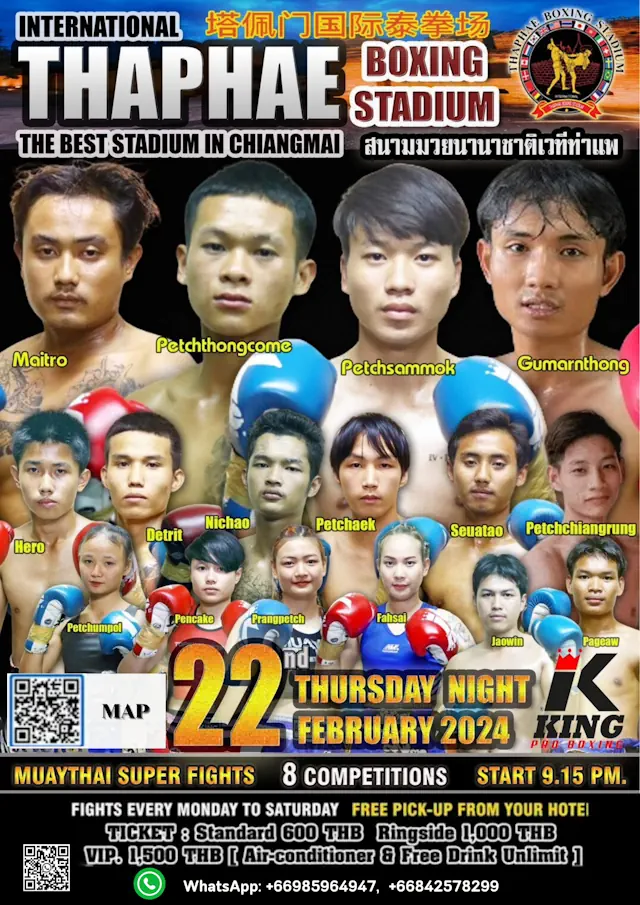 INTERNATIONAL
塔佩门国际泰拳场
THAPHAE
BOXING
STADIUM
THAPHAE BOXING STADIUM
THE BEST STADIUM IN CHIANGMAI
สนามมวยนานาชาติเวทีท่าแพ
Maitro
Petchthongcome
Petchsammok
Gumarnthong
Hero
Detrit
Nichao
Petchaek
Seuatao
Petchchiangrung
Petchumpol
Pencake
Prangpetch
Fahsai
Jaowin
Pageaw
MAP
22
THURSDAY NIGHT
FEBRUARY 2024
K
KING
PRO BOXING
MUAYTHAI SUPER FIGHTS
8 COMPETITIONS
START 9.15 PM.
FIGHTS EVERY MONDAY TO SATURDAY FREE PICK-UP FROM YOUR HOTE
TICKET : Standard 600 THB Ringside 1,000 THB
VIP. 1,500 THB [ Air-conditioner & Free Drink Unlimit ]
WhatsApp: +66985964947, +66842578299